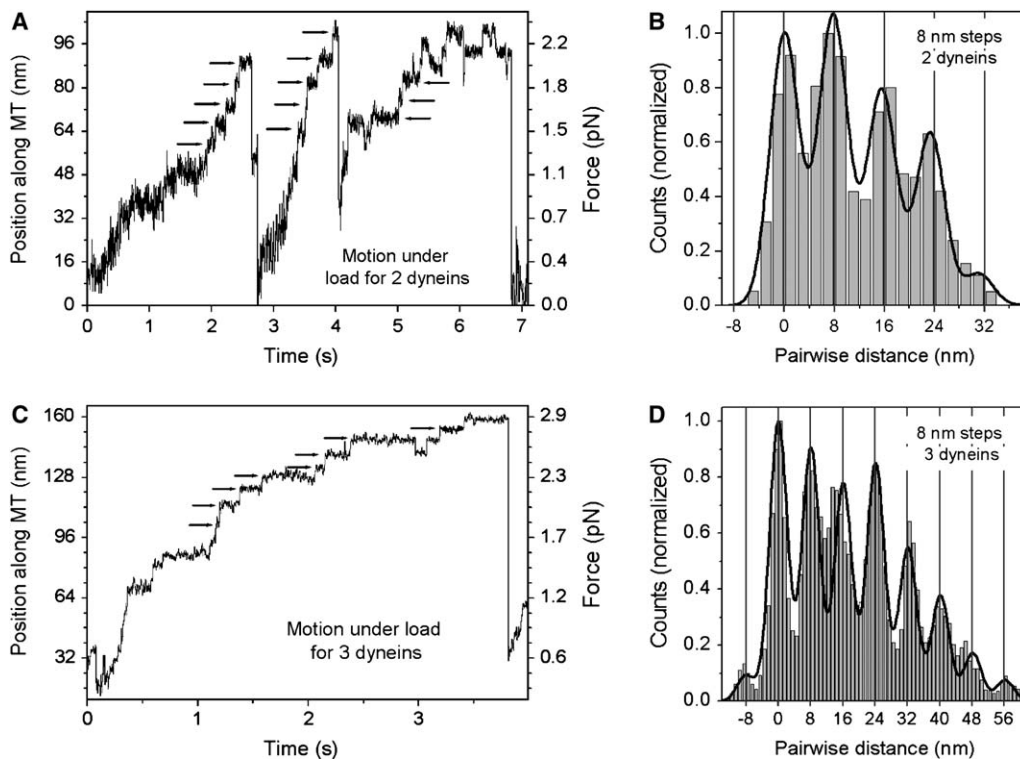 A
Position along MT (nm)
96
80
64
48
32
16
0
2.2
1.8
1.5
1.1
0.7
0.4
0.0
Force (pN)
Motion under
load for 2 dyneins
0 1 2 3 4 5 6 7
Time (s)
B
Counts (normalized)
1.0
0.8
0.6
0.4
0.2
0.0
8 nm steps
2 dyneins
-8 0 8 16 24 32
Pairwise distance (nm)
C
Position along MT (nm)
160
128
96
64
32
2.9
2.3
1.7
1.2
0.6
Force (pN)
Motion under load
for 3 dyneins
0 1 2 3
Time (s)
D
Counts (normalized)
1.0
0.8
0.6
0.4
0.2
0.0
8 nm steps
3 dyneins
-8 0 8 16 24 32 40 48 56
Pairwise distance (nm)